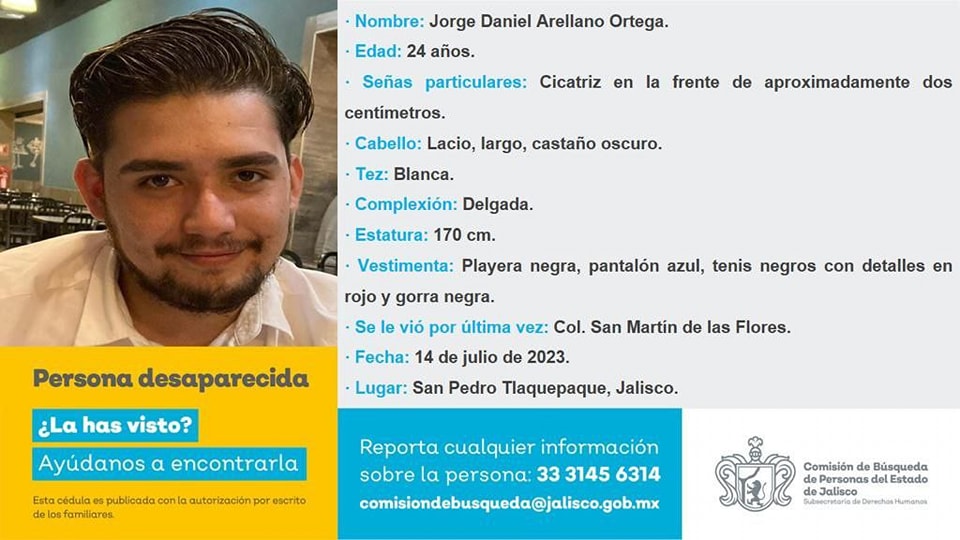 · Nombre: Jorge Daniel Arellano Ortega.
· Edad: 24 años.
· Señas particulares: Cicatriz en la frente de aproximadamente dos
centímetros.
· Cabello: Lacio, largo, castaño oscuro.
· Tez: Blanca.
· Complexión: Delgada.
· Estatura: 170 cm.
· Vestimenta: Playera negra, pantalón azul, tenis negros con detalles en
rojo y gorra negra.
· Se le vió por última vez: Col. San Martín de las Flores.
· Fecha: 14 de julio de 2023.
· Lugar: San Pedro Tlaquepaque, Jalisco.
Persona desaparecida
¿La has visto?
Ayúdanos a encontrarla
Esta cédula es publicada con la autorización por escrito
de los familiares.
Reporta cualquier información
sobre la persona: 33 3145 6314
comisiondebusqueda@jalisco.gob.mx
Comisión de Búsqueda
de Personas del Estado
de Jalisco
Subsecretaría de Derechos Humanos